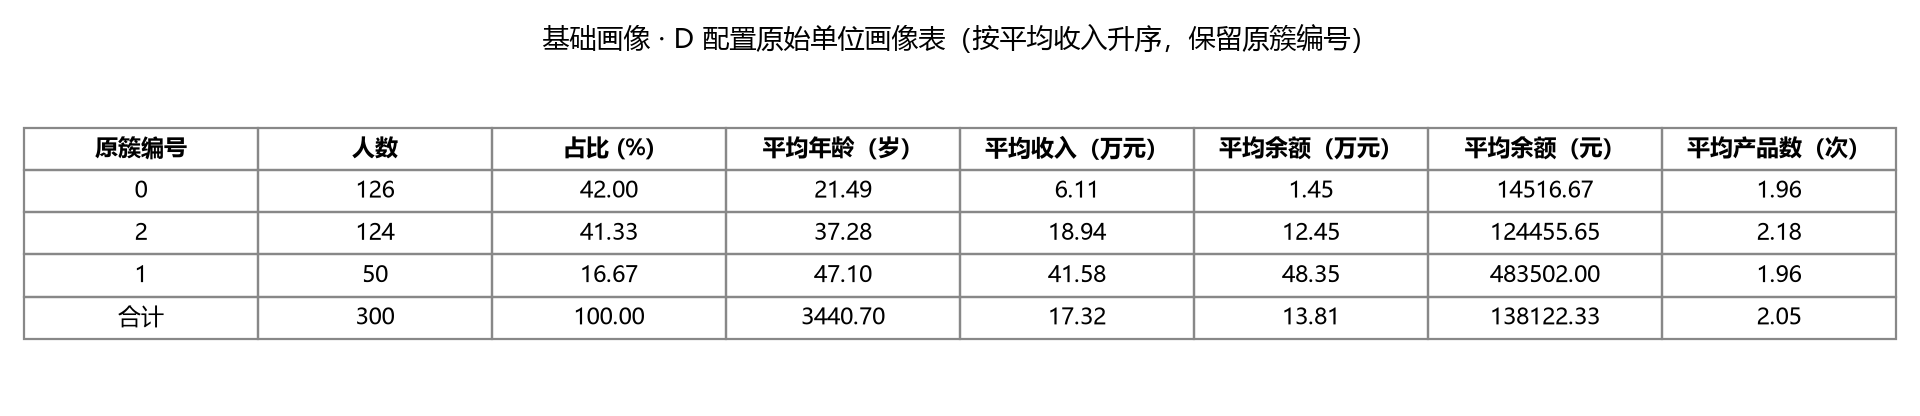 基础画像 · D 配置原始单位画像表（按平均收入升序，保留原簇编号）
原簇编号 人数 占比 (%) 平均年龄（岁） 平均收入（万元） 平均余额（万元） 平均余额（元） 平均产品数（次）
0 126 42.00 21.49 6.11 1.45 14516.67 1.96
2 124 41.33 37.28 18.94 12.45 124455.65 2.18
1 50 16.67 47.10 41.58 48.35 483502.00 1.96
合计 300 100.00 3440.70 17.32 13.81 138122.33 2.05